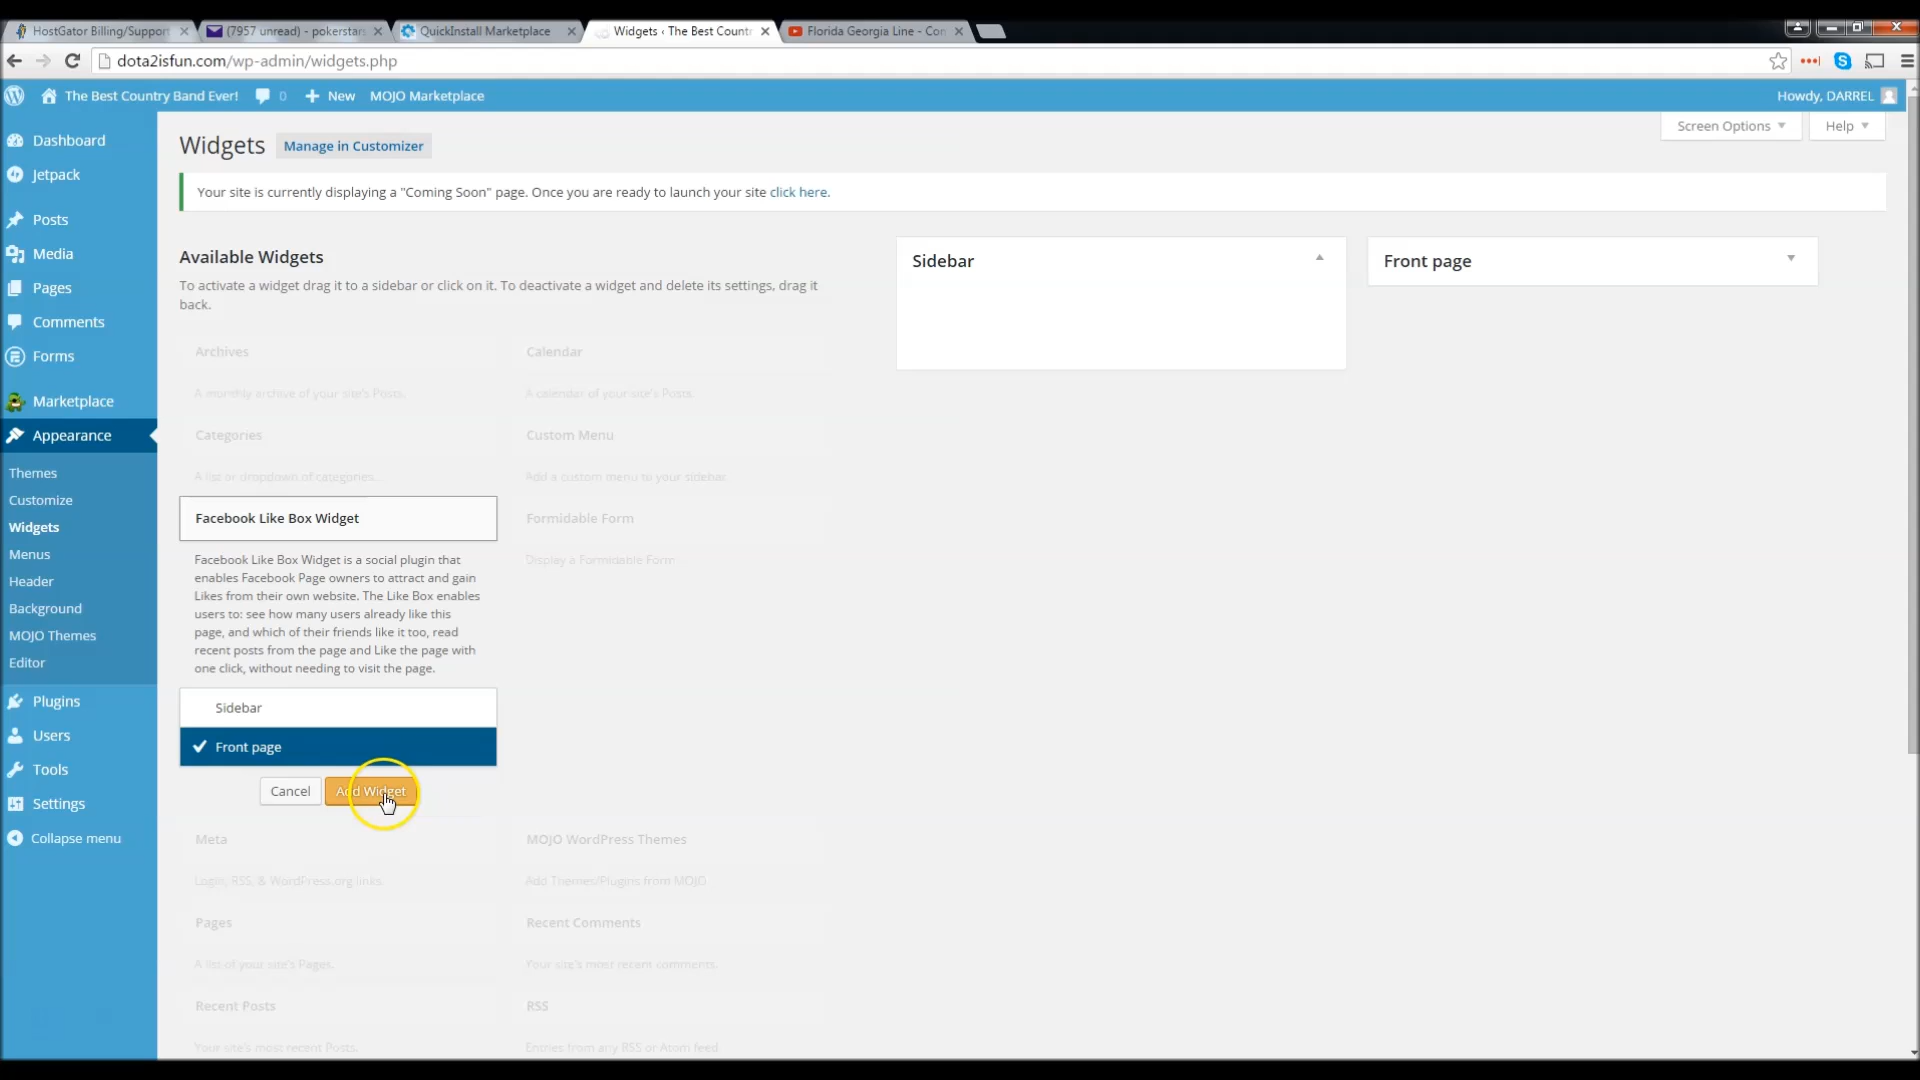 HostGator Billing/Support
(7957 unread) - pokerstar
QuickInstall Marketplace
Widgets ‹ The Best Countr
Florida Georgia Line - Con
dota2isfun.com/wp-admin/widgets.php
The Best Country Band Ever!
0
New
MOJO Marketplace
Howdy, DARREL
Dashboard
Jetpack
Posts
Media
Pages
Comments
Forms
Marketplace
Appearance
Themes
Customize
Widgets
Menus
Header
Background
MOJO Themes
Editor
Plugins
Users
Tools
Settings
Collapse menu
Widgets
Manage in Customizer
Screen Options
Help
Your site is currently displaying a "Coming Soon" page. Once you are ready to launch your site click here.
Available Widgets
To activate a widget drag it to a sidebar or click on it. To deactivate a widget and delete its settings, drag it
back.
Archives
Calendar
A monthly archive of your site's Posts.
A calendar of your site's Posts.
Categories
Custom Menu
A list or dropdown of categories.
Add a custom menu to your sidebar.
Facebook Like Box Widget
Formidable Form
Display a Formidable Form
Facebook Like Box Widget is a social plugin that
enables Facebook Page owners to attract and gain
Likes from their own website. The Like Box enables
users to: see how many users already like this
page, and which of their friends like it too, read
recent posts from the page and Like the page with
one click, without needing to visit the page.
Sidebar
Front page
Cancel
Add Widget
Meta
MOJO WordPress Themes
Login, RSS, & WordPress.org links.
Add Themes/Plugins from MOJO
Pages
Recent Comments
A list of your site's Pages.
Your site's most recent comments.
Recent Posts
RSS
Your site's most recent Posts.
Entries from any RSS or Atom feed.
Sidebar
Front page